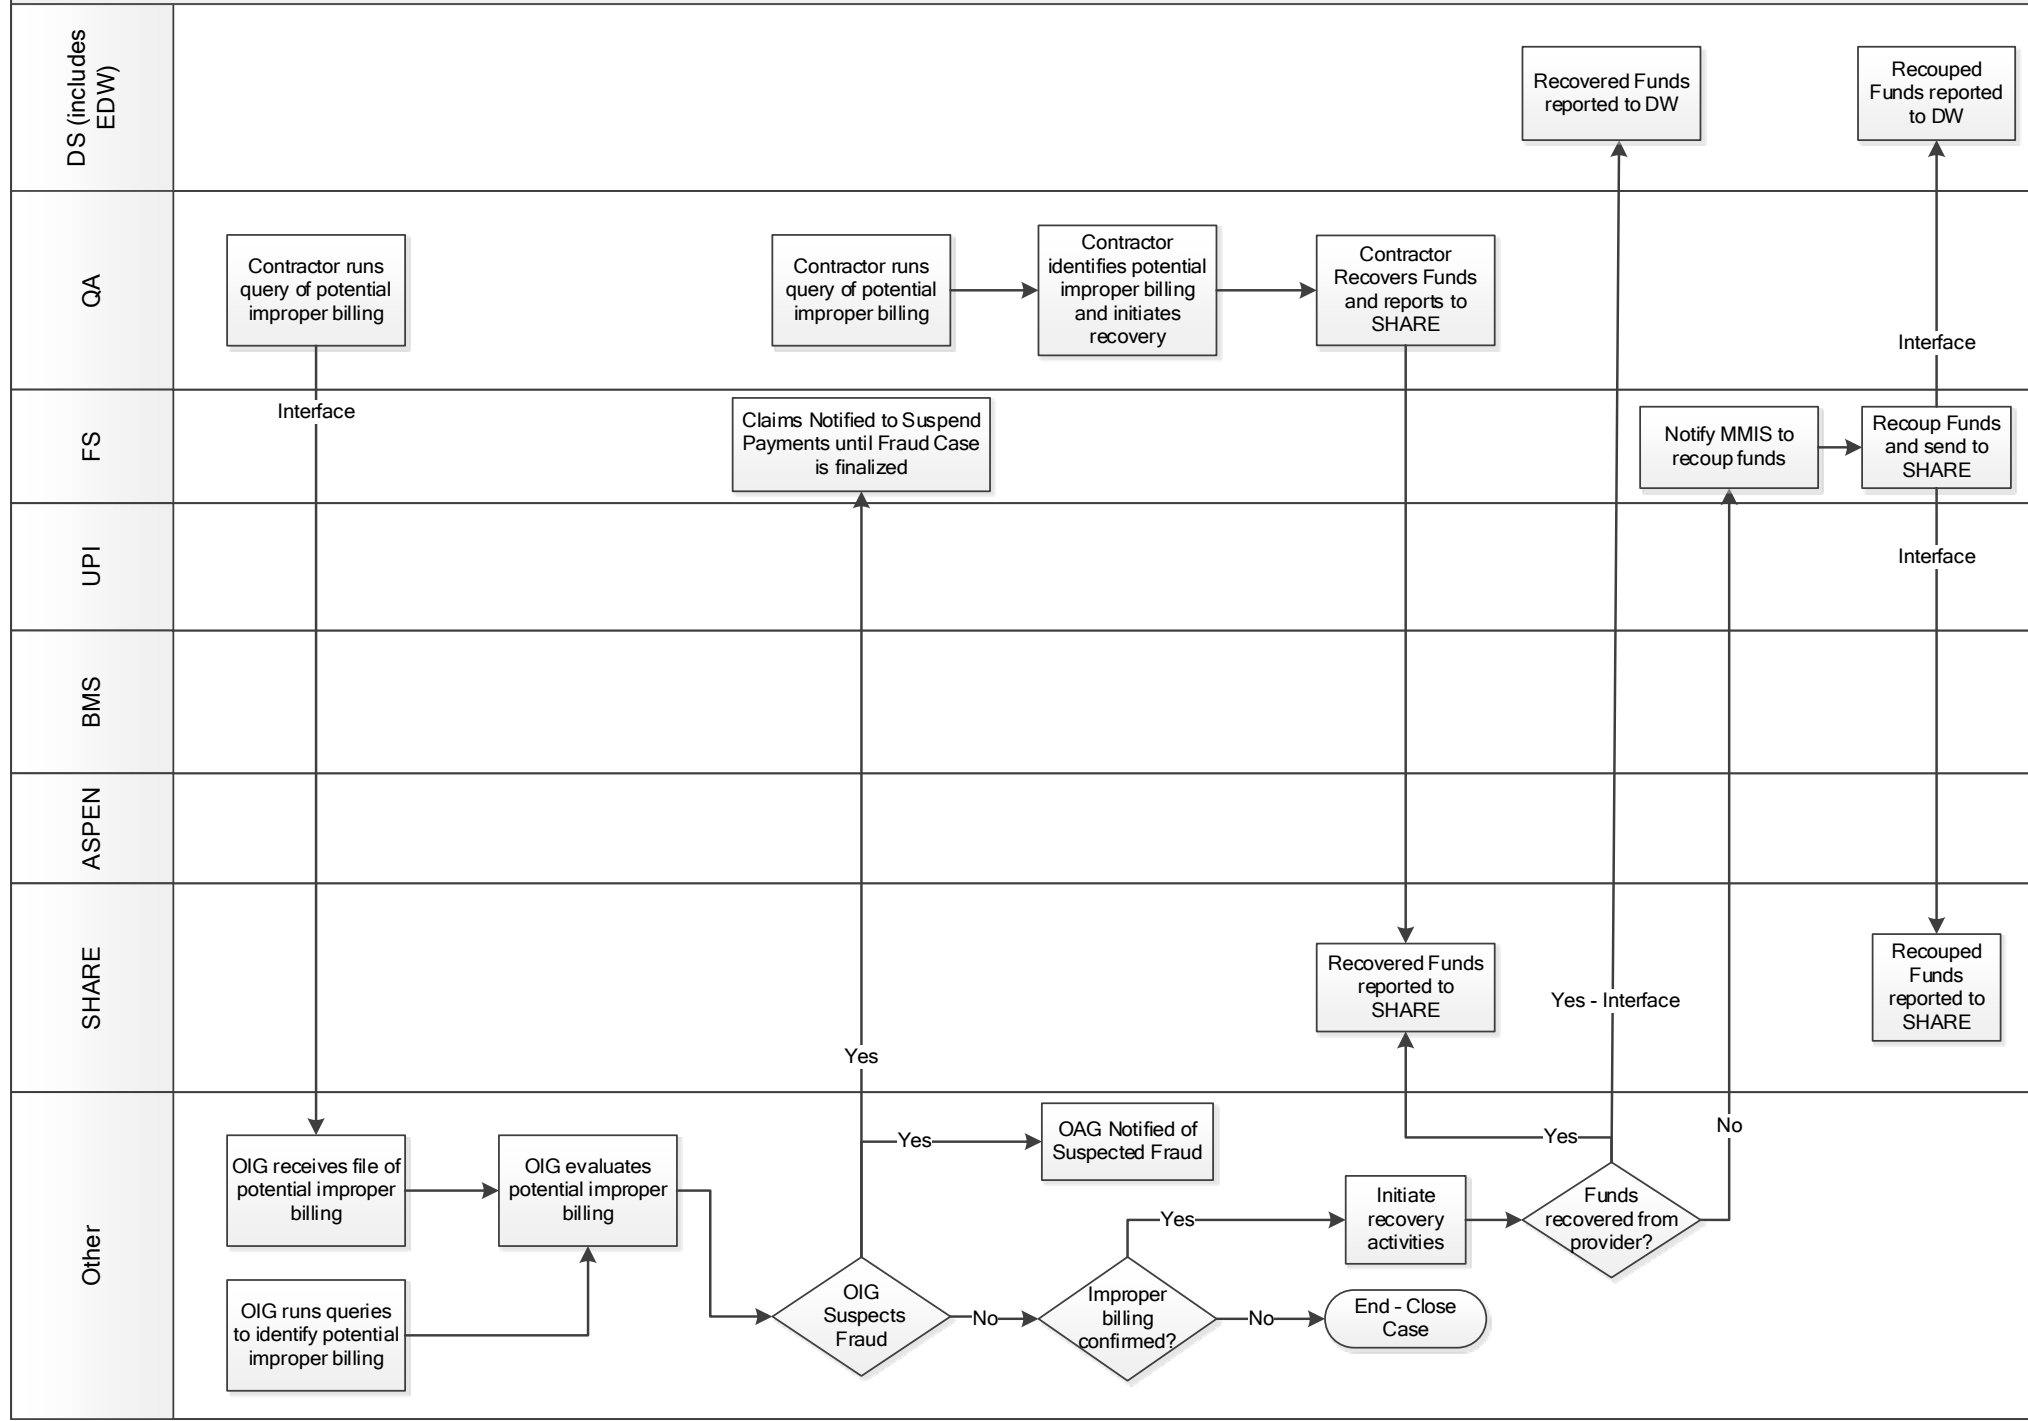 DS (includes
EDW)
Recovered Funds
reported to DW
Recouped
Funds reported
to DW
QA
Contractor runs
query of potential
improper billing
Contractor runs
query of potential
improper billing
Contractor
identifies potential
improper billing
and initiates
recovery
Contractor
Recovers Funds
and reports to
SHARE
Interface
FS
Interface
Claims Notified to Suspend
Payments until Fraud Case
is finalized
Notify MMIS to
recoup funds
Recoup Funds
and send to
SHARE
UPI
Interface
BMS
ASPEN
SHARE
Recovered Funds
reported to
SHARE
Yes - Interface
Recouped
Funds
reported to
SHARE
Yes
Other
OIG receives file of
potential improper
billing
OIG evaluates
potential improper
billing
Yes
OAG Notified of
Suspected Fraud
Yes
No
Yes
Initiate
recovery
activities
Funds
recovered from
provider?
OIG runs queries
to identify potential
improper billing
OIG
Suspects
Fraud
No
Improper
billing
confirmed?
No
End - Close
Case